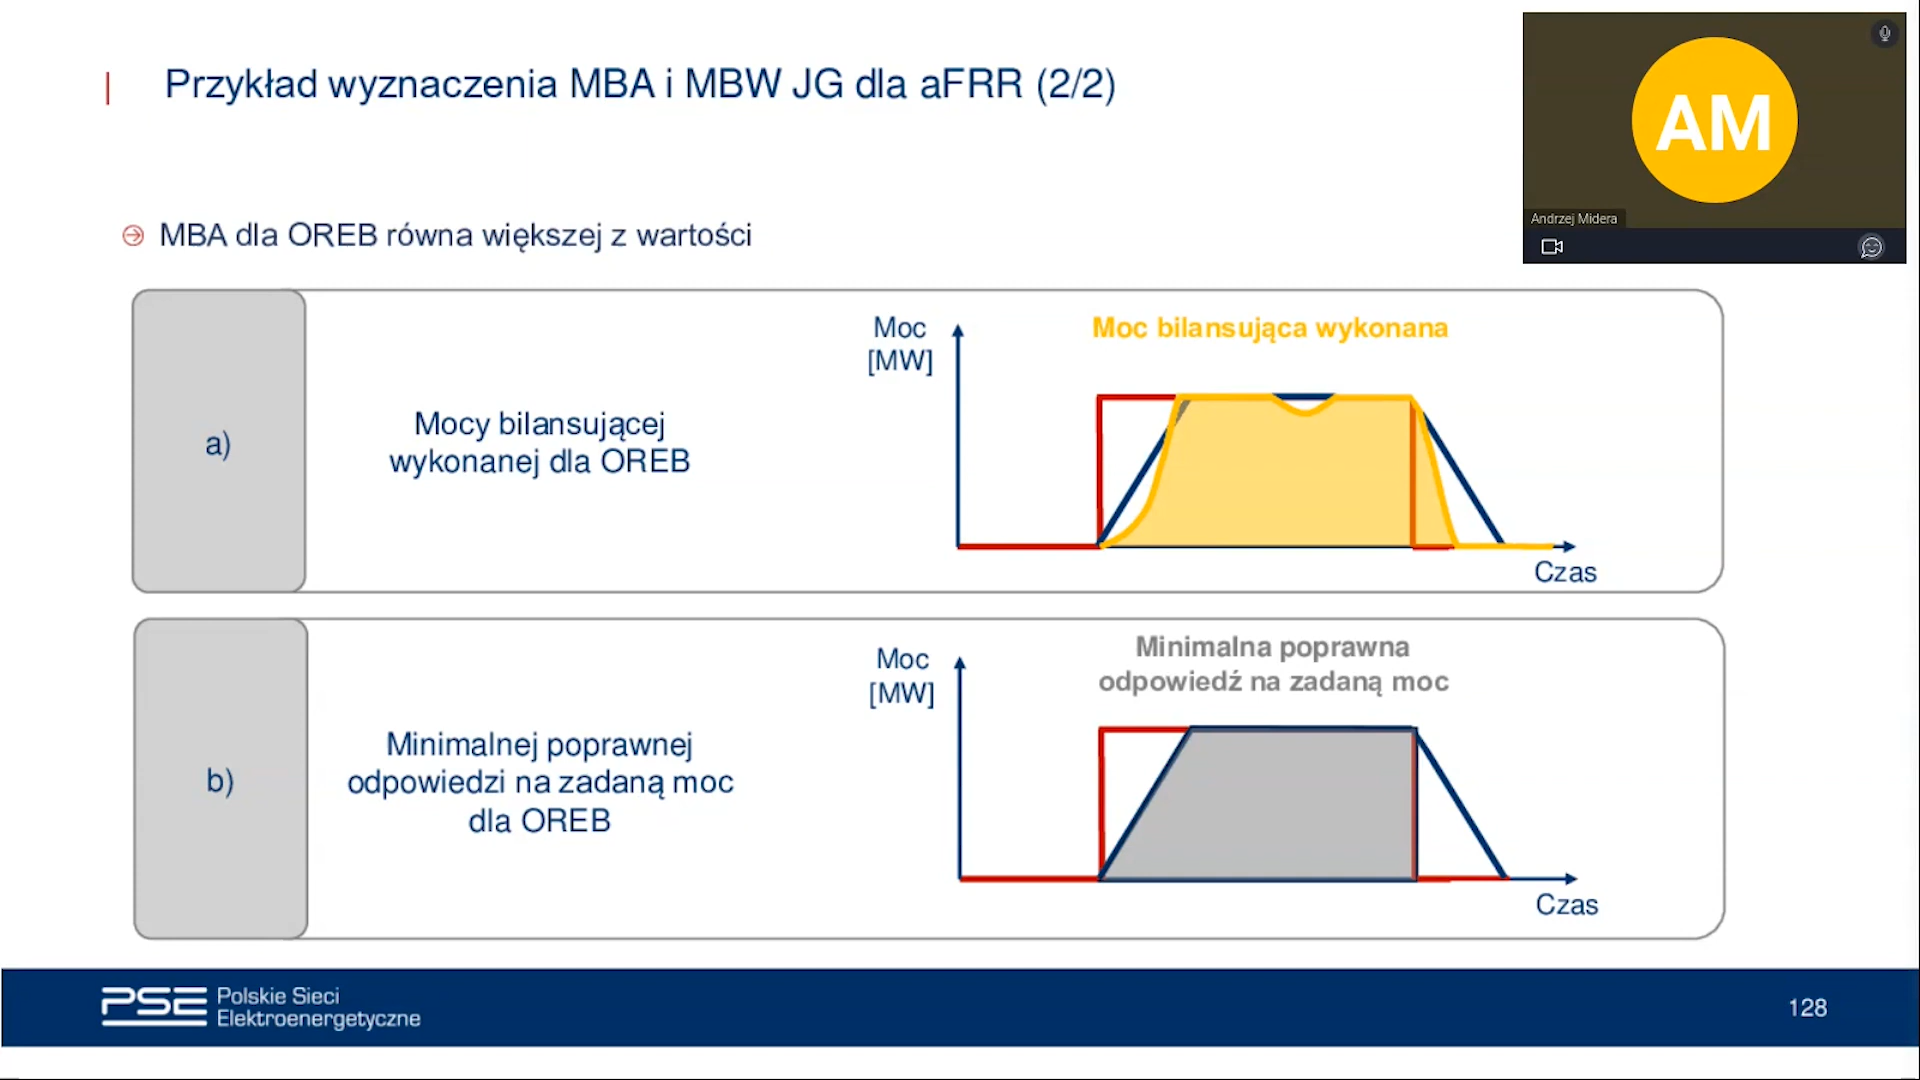 Przykład wyznaczenia MBA i MBW JG dla aFRR (2/2)
AM
Andrzej Midera
MBA dla OREB równa większej z wartości
a)
Mocy bilansującej
wykonanej dla OREB
Moc
[MW]
Moc bilansująca wykonana
Czas
b)
Minimalnej poprawnej
odpowiedzi na zadaną moc
dla OREB
Moc
[MW]
Minimalna poprawna
odpowiedź na zadaną moc
Czas
PSE
Polskie Sieci
Elektroenergetyczne
128